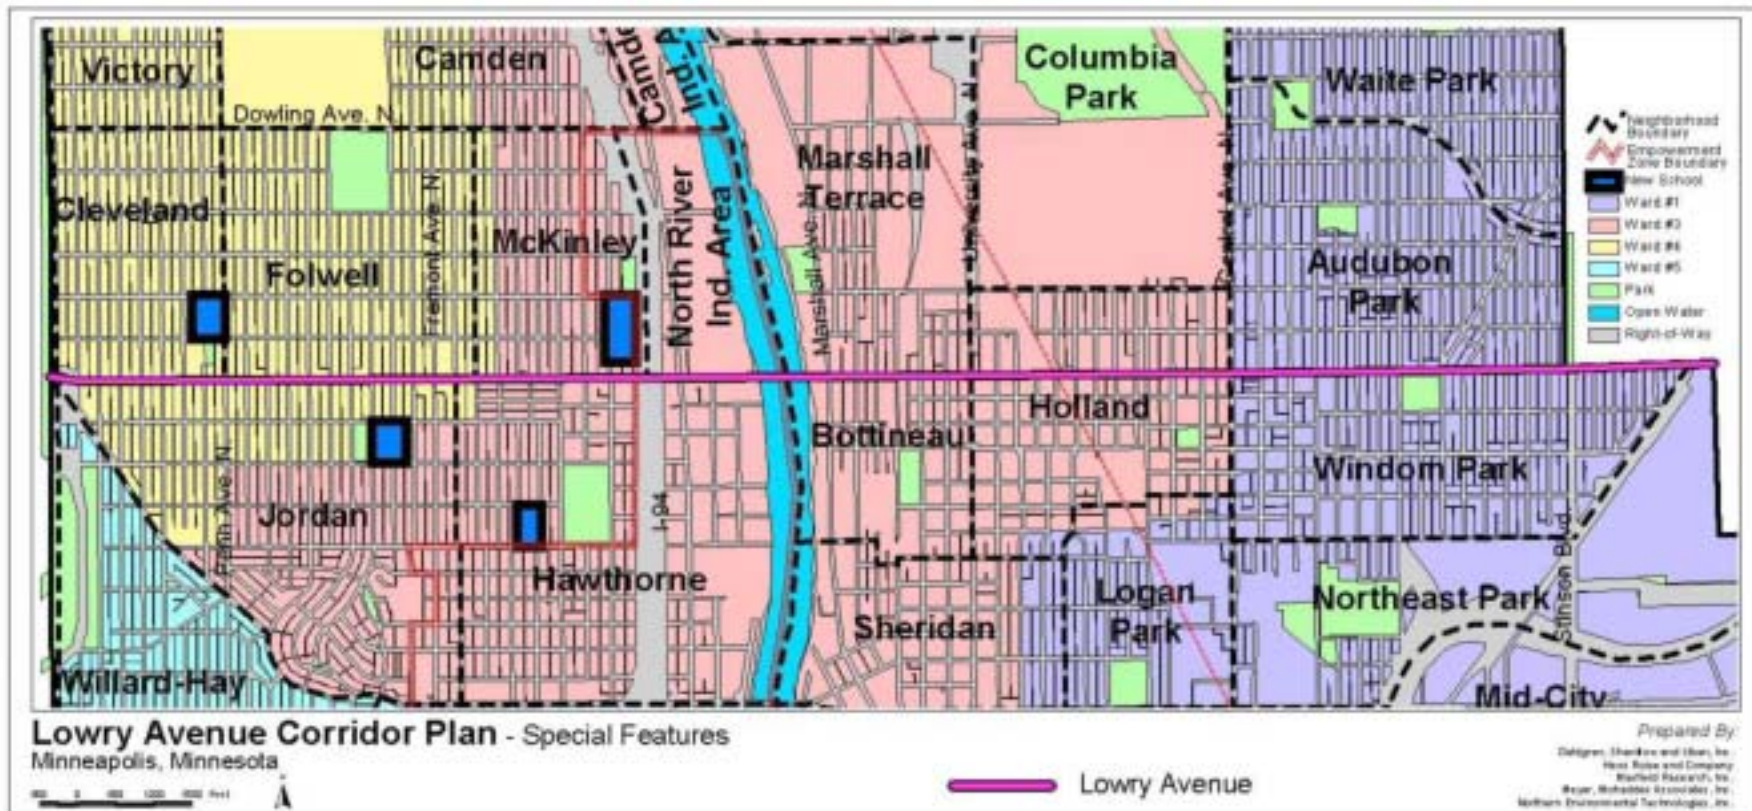 Victory
Camden
Camde
Ind. A
Columbia
Park
Waite Park
Dowling Ave. N.
Neighborhood
Boundary
Empowerment
Zone Boundary
New School
Ward #1
Ward #3
Ward #4
Ward #5
Park
Open Water
Right-of-Way
Marshall
Terrace
Cleveland
Folwell
McKinley
North River
Ind. Area
Fremont Ave. N.
Marshall Ave. N.
University Ave. N.
Audubon
Park
Holland
Bottineau
Windom Park
Penn Ave. N
Jordan
I-94
Hawthorne
Sheridan
Logan
Park
Northeast Park
Stinson Blvd
Willard-Hay
Mid-City
Lowry Avenue Corridor Plan - Special Features
Minneapolis, Minnesota
Lowry Avenue
Prepared By: